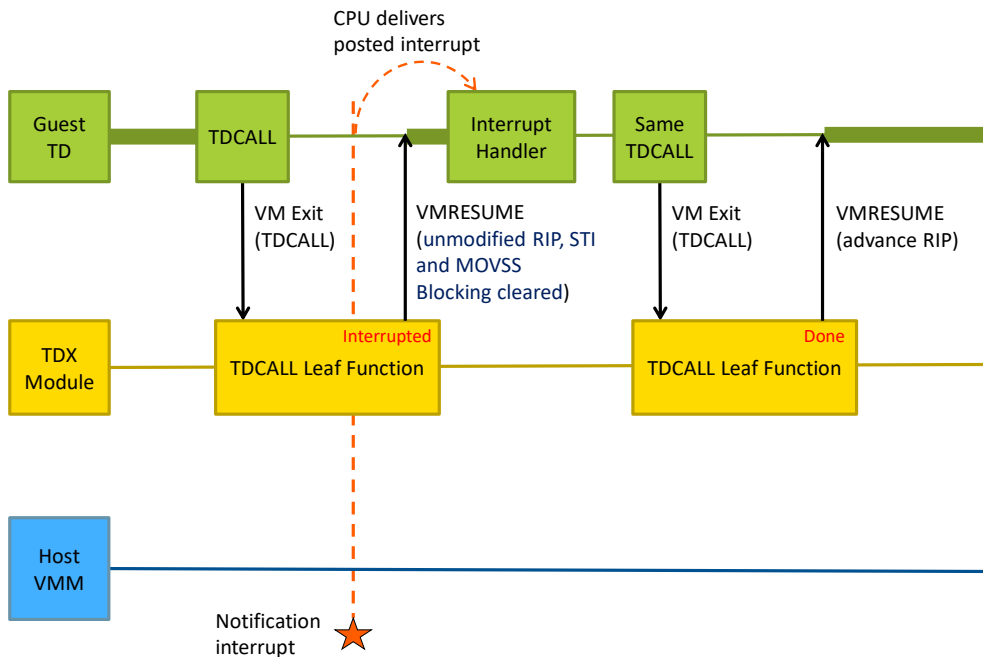 CPU delivers
posted interrupt
Guest
TD
TDCALL
Interrupt
Handler
Same
TDCALL
VM Exit
(TDCALL)
VMRESUME
(unmodified RIP, STI
and MOVSS
Blocking cleared)
VM Exit
(TDCALL)
VMRESUME
(advance RIP)
TDX
Module
Interrupted
TDCALL Leaf Function
Done
TDCALL Leaf Function
Host
VMM
Notification
interrupt